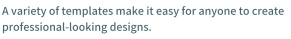 A variety of templates make it easy for anyone to create
professional-looking designs.